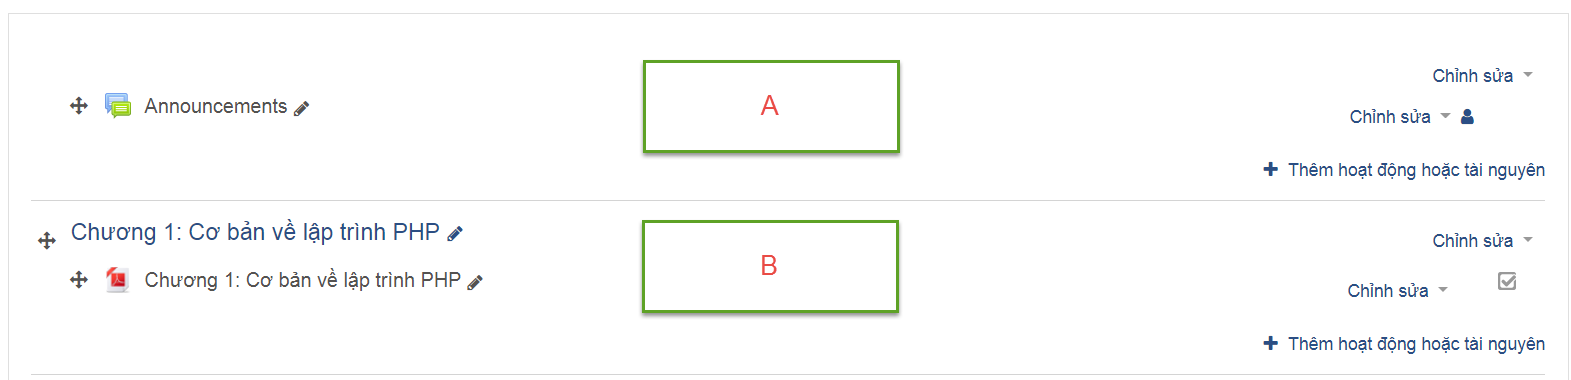 Chỉnh sửa
Announcements
A
Chỉnh sửa
Thêm hoạt động hoặc tài nguyên
Chương 1: Cơ bản về lập trình PHP
Chỉnh sửa
B
Chương 1: Cơ bản về lập trình PHP
Chỉnh sửa
Thêm hoạt động hoặc tài nguyên